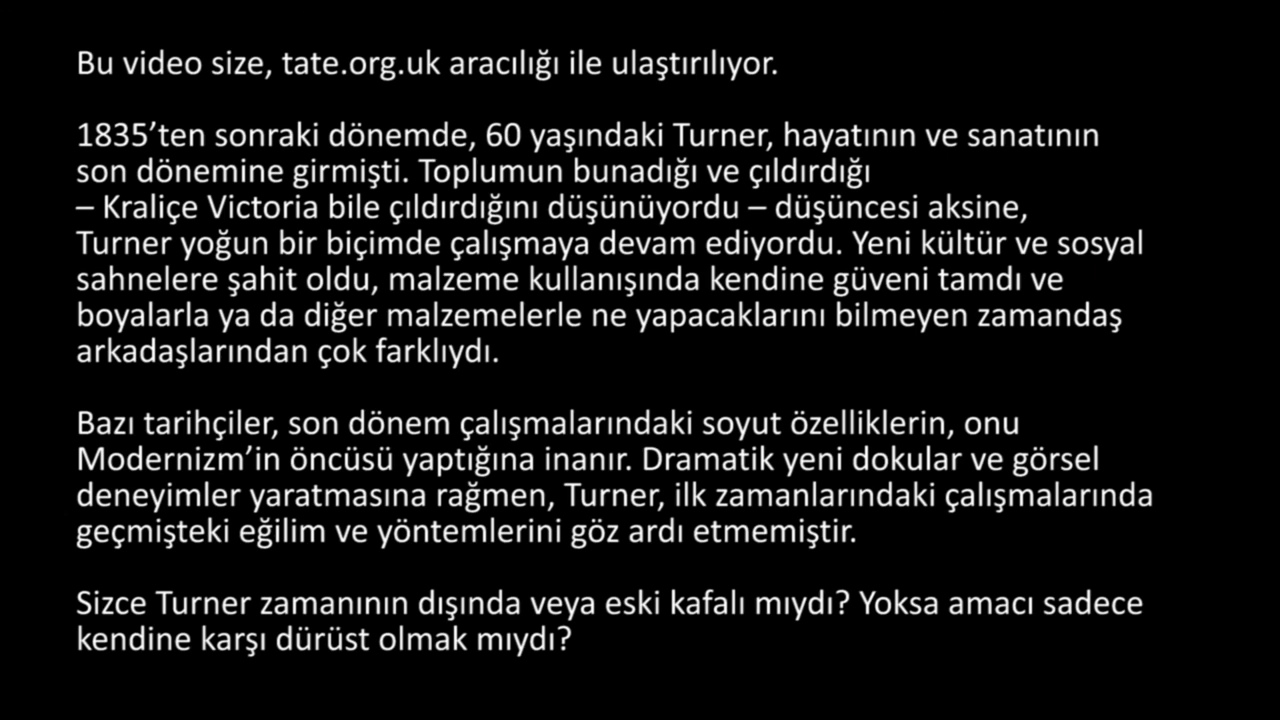 Bu video size, tate.org.uk aracılığı ile ulaştırılıyor.
1835’ten sonraki dönemde, 60 yaşındaki Turner, hayatının ve sanatının
son dönemine girmişti. Toplumun bunadığı ve çıldırdığı
– Kraliçe Victoria bile çıldırdığını düşünüyordu – düşüncesi aksine,
Turner yoğun bir biçimde çalışmaya devam ediyordu. Yeni kültür ve sosyal
sahnelere şahit oldu, malzeme kullanışında kendine güveni tamdı ve
boyalarla ya da diğer malzemelerle ne yapacaklarını bilmeyen zamandaş
arkadaşlarından çok farklıydı.
Bazı tarihçiler, son dönem çalışmalarındaki soyut özelliklerin, onu
Modernizm’in öncüsü yaptığına inanır. Dramatik yeni dokular ve görsel
deneyimler yaratmasına rağmen, Turner, ilk zamanlarındaki çalışmalarında
geçmişteki eğilim ve yöntemlerini göz ardı etmemiştir.
Sizce Turner zamanının dışında veya eski kafalı mıydı? Yoksa amacı sadece
kendine karşı dürüst olmak mıydı?